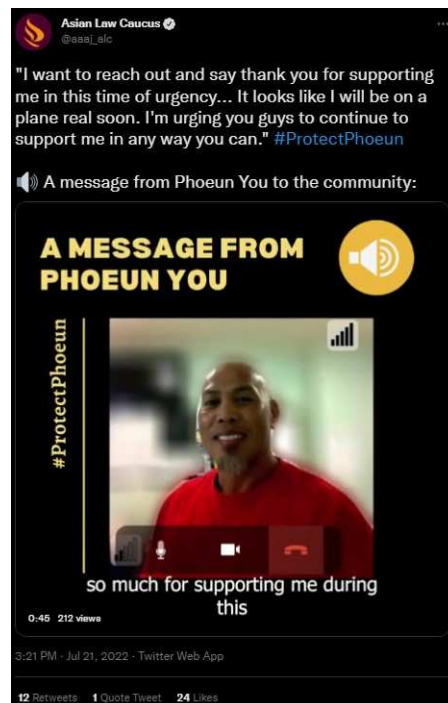 Asian Law Caucus
@aaaj_alc
"I want to reach out and say thank you for supporting
me in this time of urgency... It looks like I will be on a
plane real soon. I'm urging you guys to continue to
support me in any way you can." #ProtectPhoeun
A message from Phoeun You to the community:
A MESSAGE FROM
PHOEUN YOU
#ProtectPhoeun
so much for supporting me during
this
0:45 212 views
3:21 PM · Jul 21, 2022 · Twitter Web App
12 Retweets 1 Quote Tweet 24 Likes